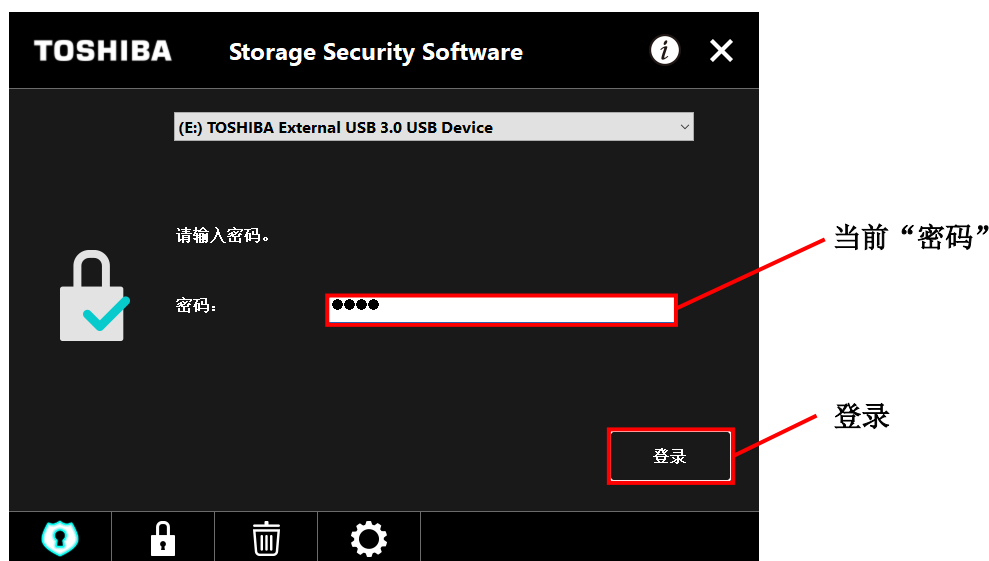 TOSHIBA
Storage Security Software
(E:) TOSHIBA External USB 3.0 USB Device
请输入密码。
当前“密码”
密码：
●●●●
登录
登录